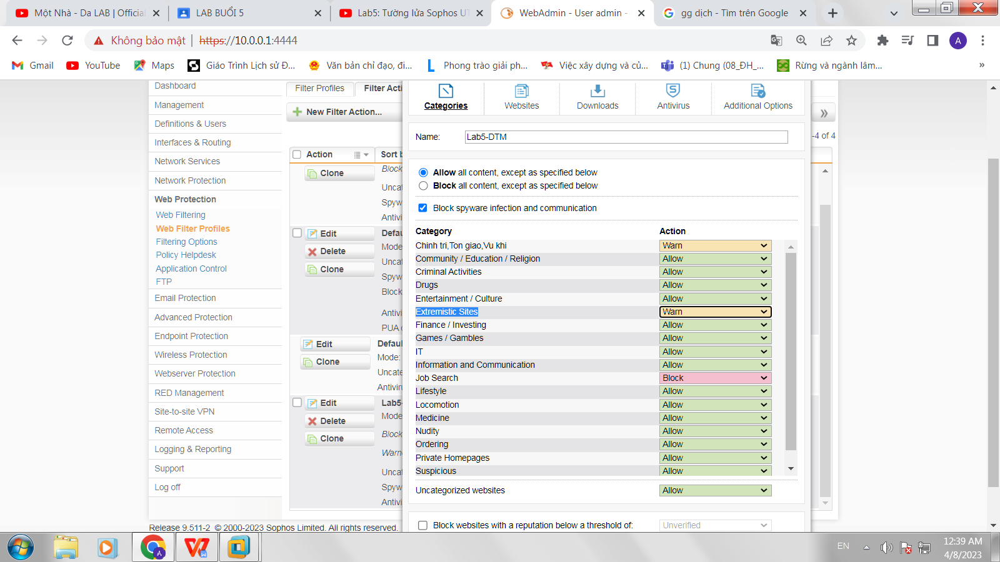 Một Nhà - Da LAB | Official
LAB BUỔI 5
Lab5: Tường lửa Sophos UT
WebAdmin - User admin -
gg dịch - Tìm trên Google
Không bảo mật | https://10.0.0.1:4444
A
Gmail
YouTube
Maps
Giáo Trình Lịch sử Đ...
Văn bản chỉ đạo, đi...
Phong trào giải ph...
Việc xây dựng và củ...
(1) Chung (08_ĐH_...
Rừng và ngành lâm...
»
Dashboard
Management
Definitions & Users
Interfaces & Routing
Network Services
Network Protection
Web Protection
Web Filtering
Web Filter Profiles
Filtering Options
Policy Helpdesk
Application Control
FTP
Email Protection
Advanced Protection
Endpoint Protection
Wireless Protection
Webserver Protection
RED Management
Site-to-site VPN
Remote Access
Logging & Reporting
Support
Log off
Filter Profiles
Filter Acti
New Filter Action...
-4 of 4
Action
Sort b
Clone
Block
Uncat
Spyw
Antivi
Edit
Delete
Clone
Defau
Mode
Uncat
Spyw
Block
Antivi
PUA
Edit
Clone
Defaul
Mode:
Uncate
Antiviru
Edit
Delete
Clone
Lab5-
Mode
Block
Warn
Uncat
Spyw
Antivi
Categories
Websites
Downloads
Antivirus
Additional Options
Name: Lab5-DTM
Allow all content, except as specified below
Block all content, except as specified below
Block spyware infection and communication
Category Action
Chinh tri,Ton giao,Vu khi Warn
Community / Education / Religion Allow
Criminal Activities Allow
Drugs Allow
Entertainment / Culture Allow
Extremistic Sites Warn
Finance / Investing Allow
Games / Gambles Allow
IT Allow
Information and Communication Allow
Job Search Block
Lifestyle Allow
Locomotion Allow
Medicine Allow
Nudity Allow
Ordering Allow
Private Homepages Allow
Suspicious Allow
Uncategorized websites Allow
Block websites with a reputation below a threshold of: Unverified
Release 9.511-2 © 2000-2023 Sophos Limited. All rights reserved.
EN
12:39 AM
4/8/2023